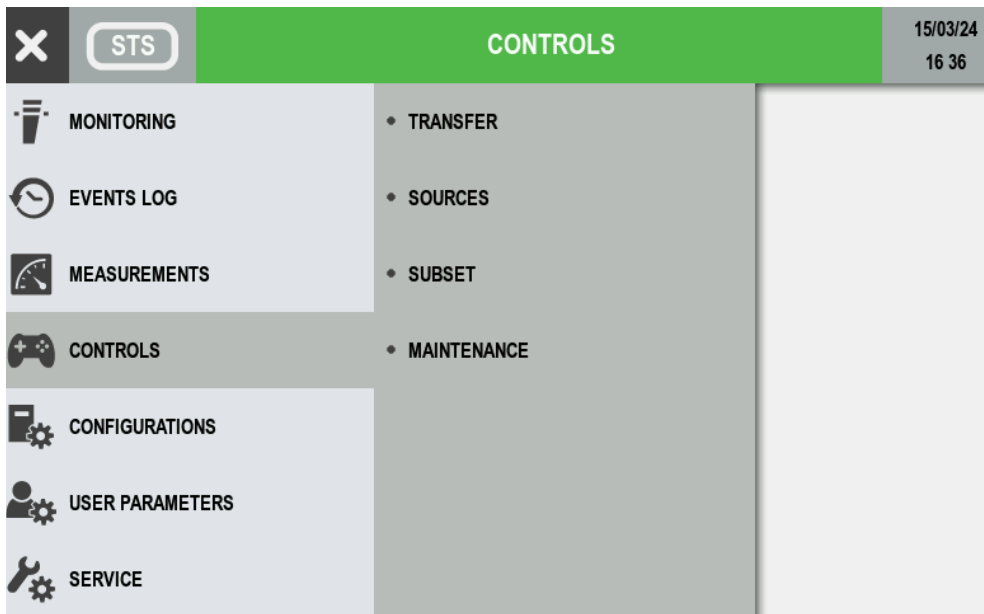 STS
CONTROLS
15/03/24
16 36
MONITORING
EVENTS LOG
MEASUREMENTS
CONTROLS
CONFIGURATIONS
USER PARAMETERS
SERVICE
• TRANSFER
• SOURCES
• SUBSET
• MAINTENANCE